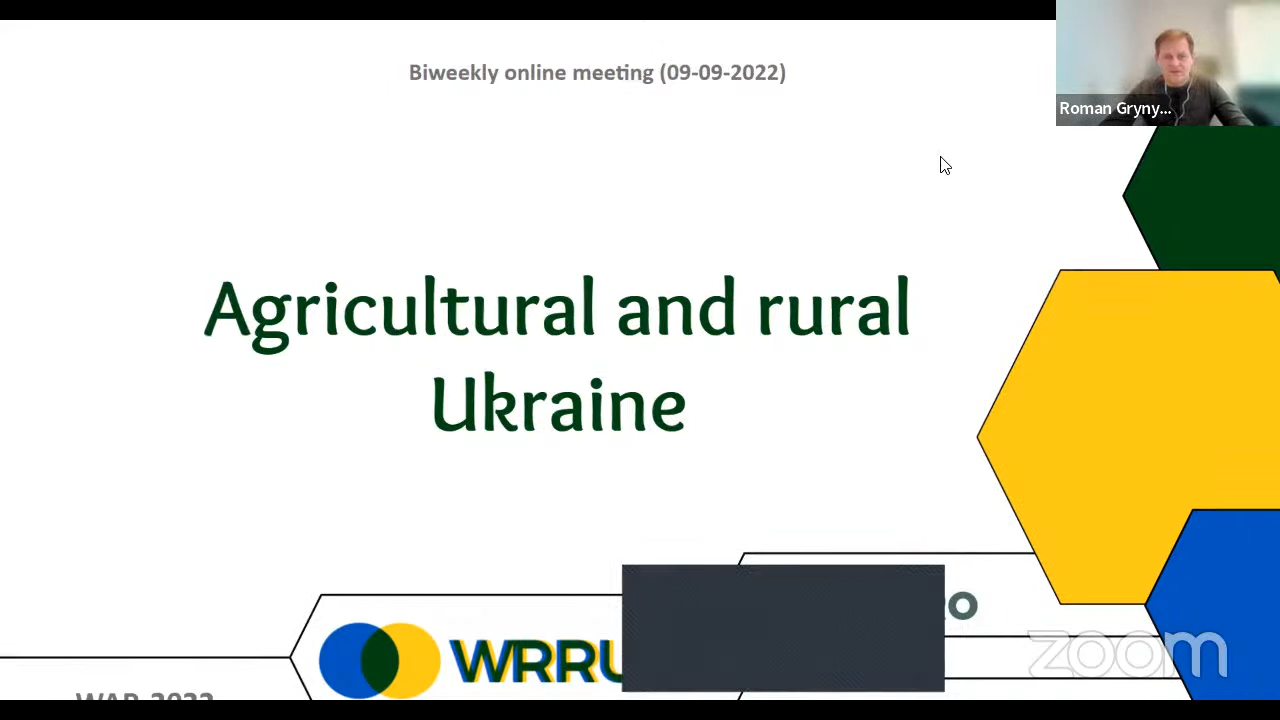 Biweekly online meeting (09-09-2022)
Roman Gryny...
Agricultural and rural
Ukraine
WRRU
zoom